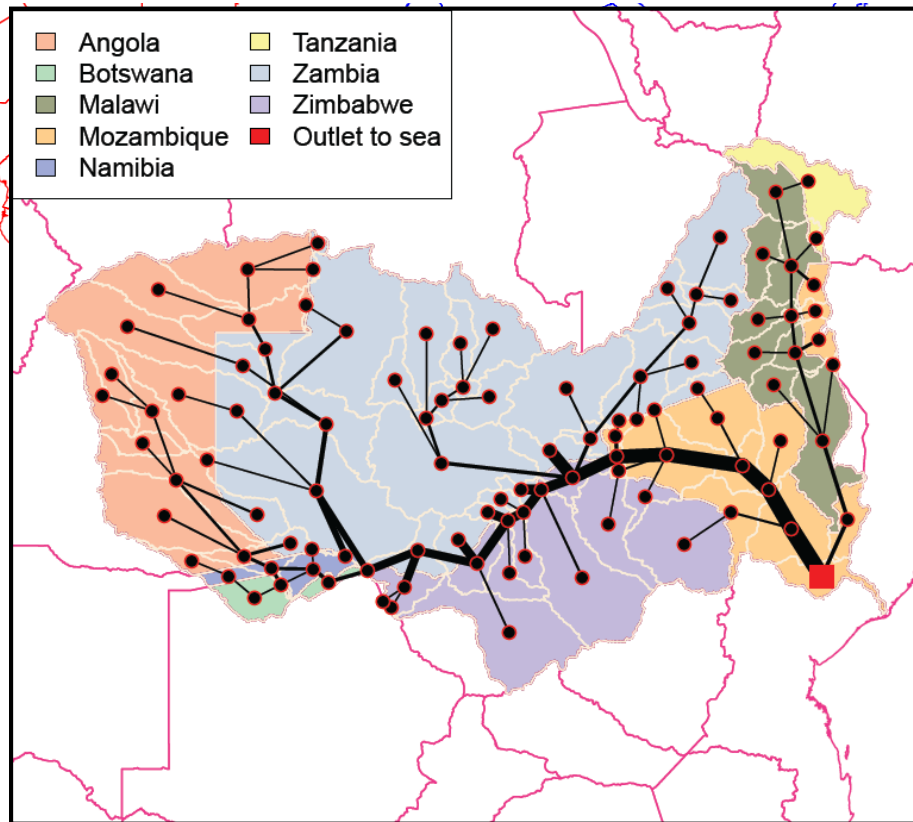 Angola
Botswana
Malawi
Mozambique
Namibia
Tanzania
Zambia
Zimbabwe
Outlet to sea